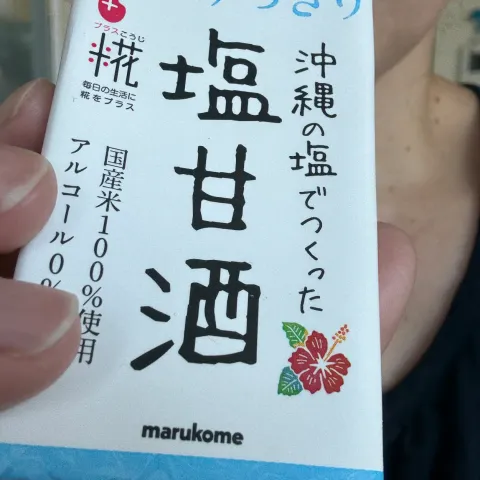 プラスこうじ
糀
毎日の生活に
糀をプラス
沖縄の塩でつくった
塩甘酒
国産米100%使用
アルコール0%
marukome